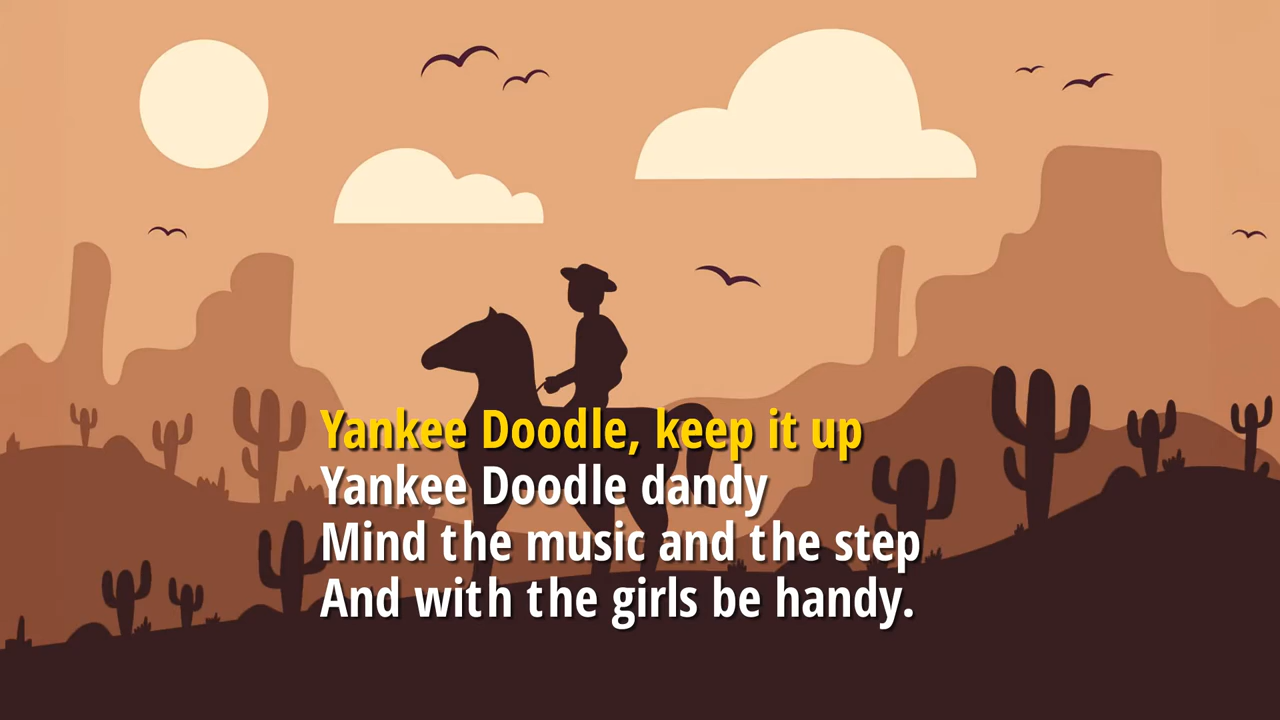 Yankee Doodle, keep it up
Yankee Doodle dandy
Mind the music and the step
And with the girls be handy.